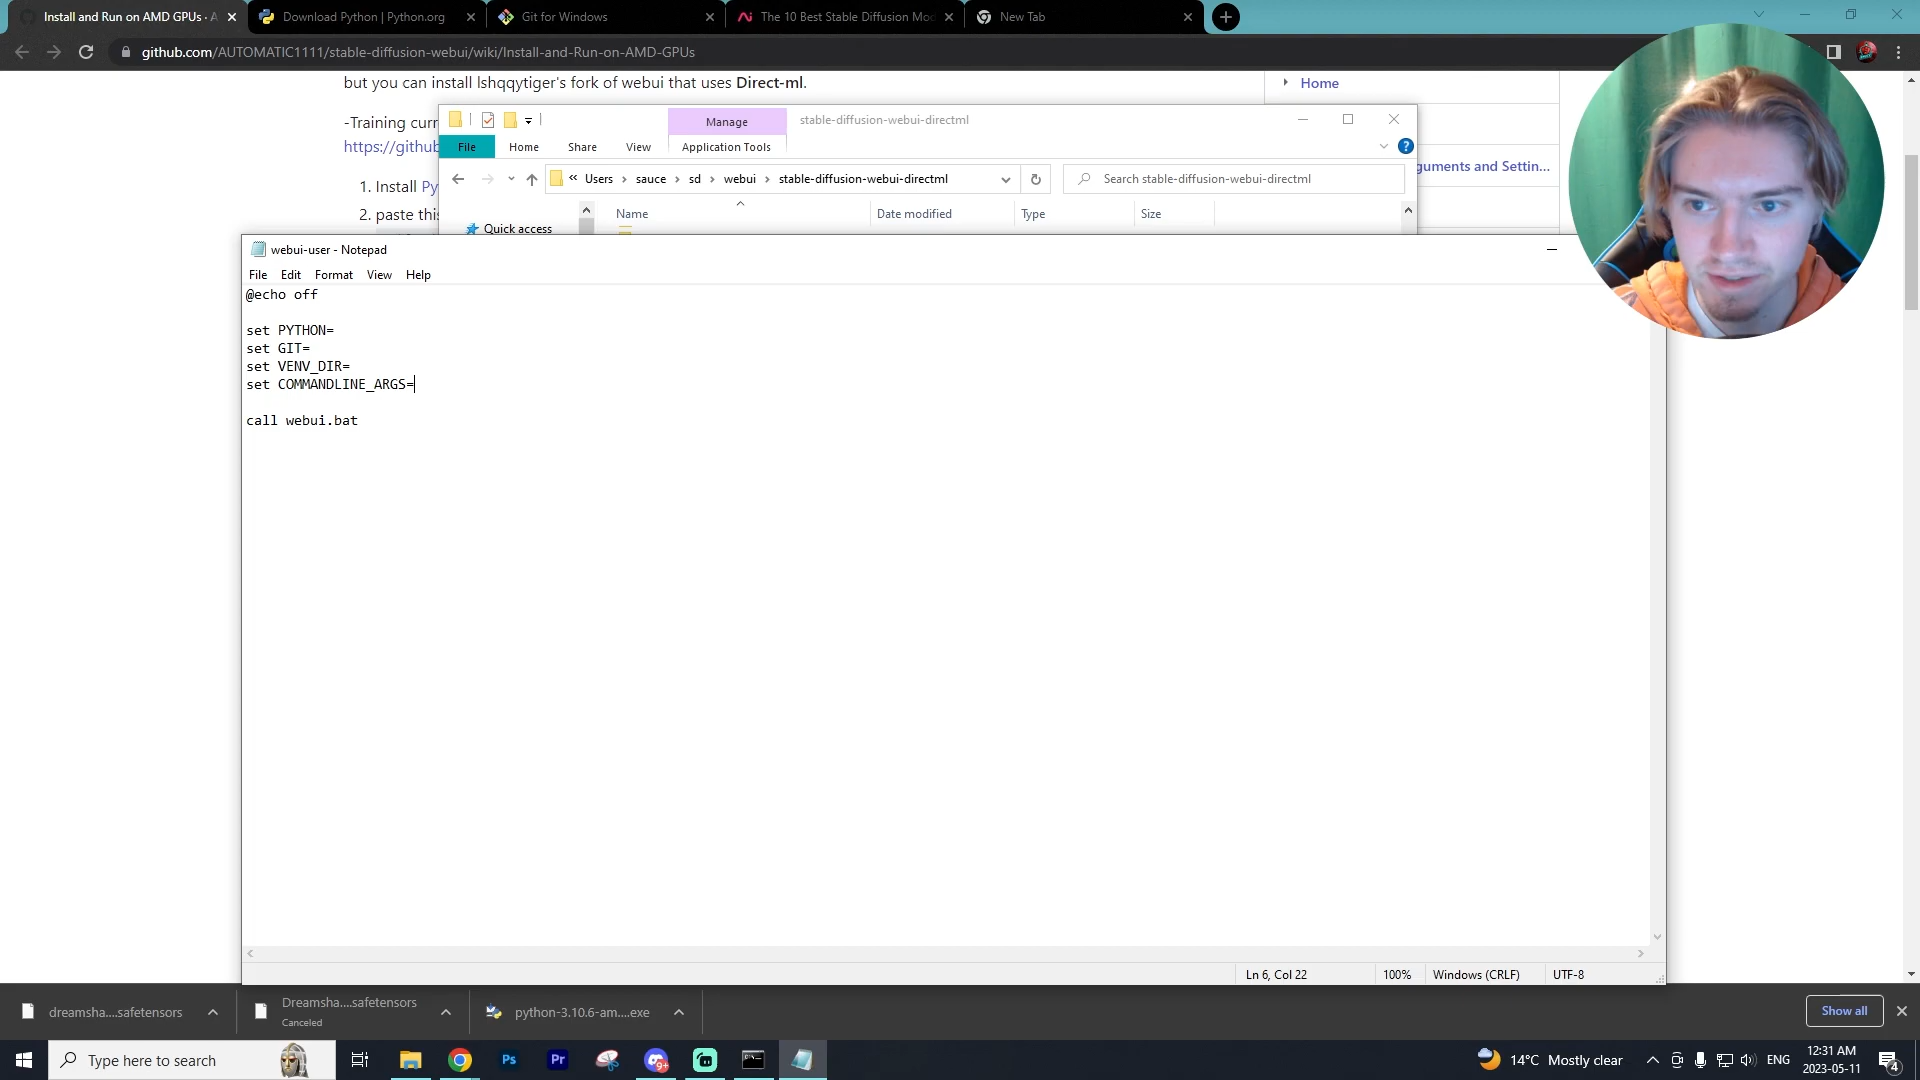 Install and Run on AMD GPUs · A
Download Python | Python.org
Git for Windows
The 10 Best Stable Diffusion Mod
New Tab
github.com/AUTOMATIC1111/stable-diffusion-webui/wiki/Install-and-Run-on-AMD-GPUs
but you can install lshqqytiger's fork of webui that uses Direct-ml.
Home
-Training curr
https://github
1. Install Py
2. paste this
guments and Settin...
Manage
stable-diffusion-webui-directml
File
Home
Share
View
Application Tools
« Users › sauce › sd › webui › stable-diffusion-webui-directml
Search stable-diffusion-webui-directml
Name
Date modified
Type
Size
Quick access
webui-user - Notepad
File
Edit
Format
View
Help
@echo off
set PYTHON=
set GIT=
set VENV_DIR=
set COMMANDLINE_ARGS=
call webui.bat
Ln 6, Col 22
100%
Windows (CRLF)
UTF-8
dreamsha....safetensors
Dreamsha....safetensors
Canceled
python-3.10.6-am....exe
Show all
Type here to search
Ps
Pr
9+
14°C Mostly clear
ENG
12:31 AM
2023-05-11
4